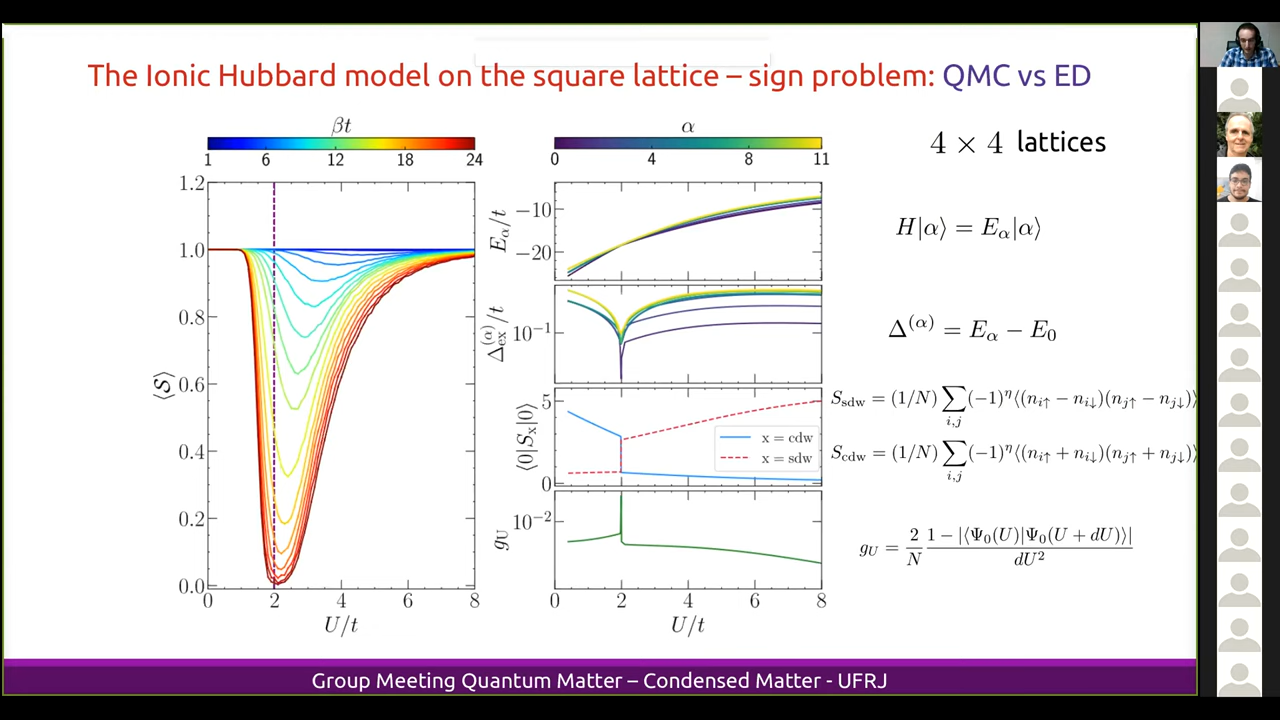 The Ionic Hubbard model on the square lattice – sign problem: QMC vs ED
βt
1 6 12 18 24
1.2
1.0
0.8
0.6
0.4
0.2
0.0
⟨S⟩
0 2 4 6 8
U/t
α
0 4 8 11
E_α/t
−10
−20
Δ_ex^(α)/t
10^−1
⟨0|S_x|0⟩
5
0
x = cdw
x = sdw
g_U
10^−2
0 2 4 6 8
U/t
4 × 4 lattices
H|α⟩ = E_α|α⟩
Δ^(α) = E_α − E_0
S_sdw = (1/N) ∑_{i,j} (−1)^η ⟨(n_i↑ − n_i↓)(n_j↑ − n_j↓)⟩
S_cdw = (1/N) ∑_{i,j} (−1)^η ⟨(n_i↑ + n_i↓)(n_j↑ + n_j↓)⟩
g_U = 2/N 1 − |⟨Ψ_0(U)|Ψ_0(U + dU)⟩| / dU^2
Group Meeting Quantum Matter – Condensed Matter - UFRJ